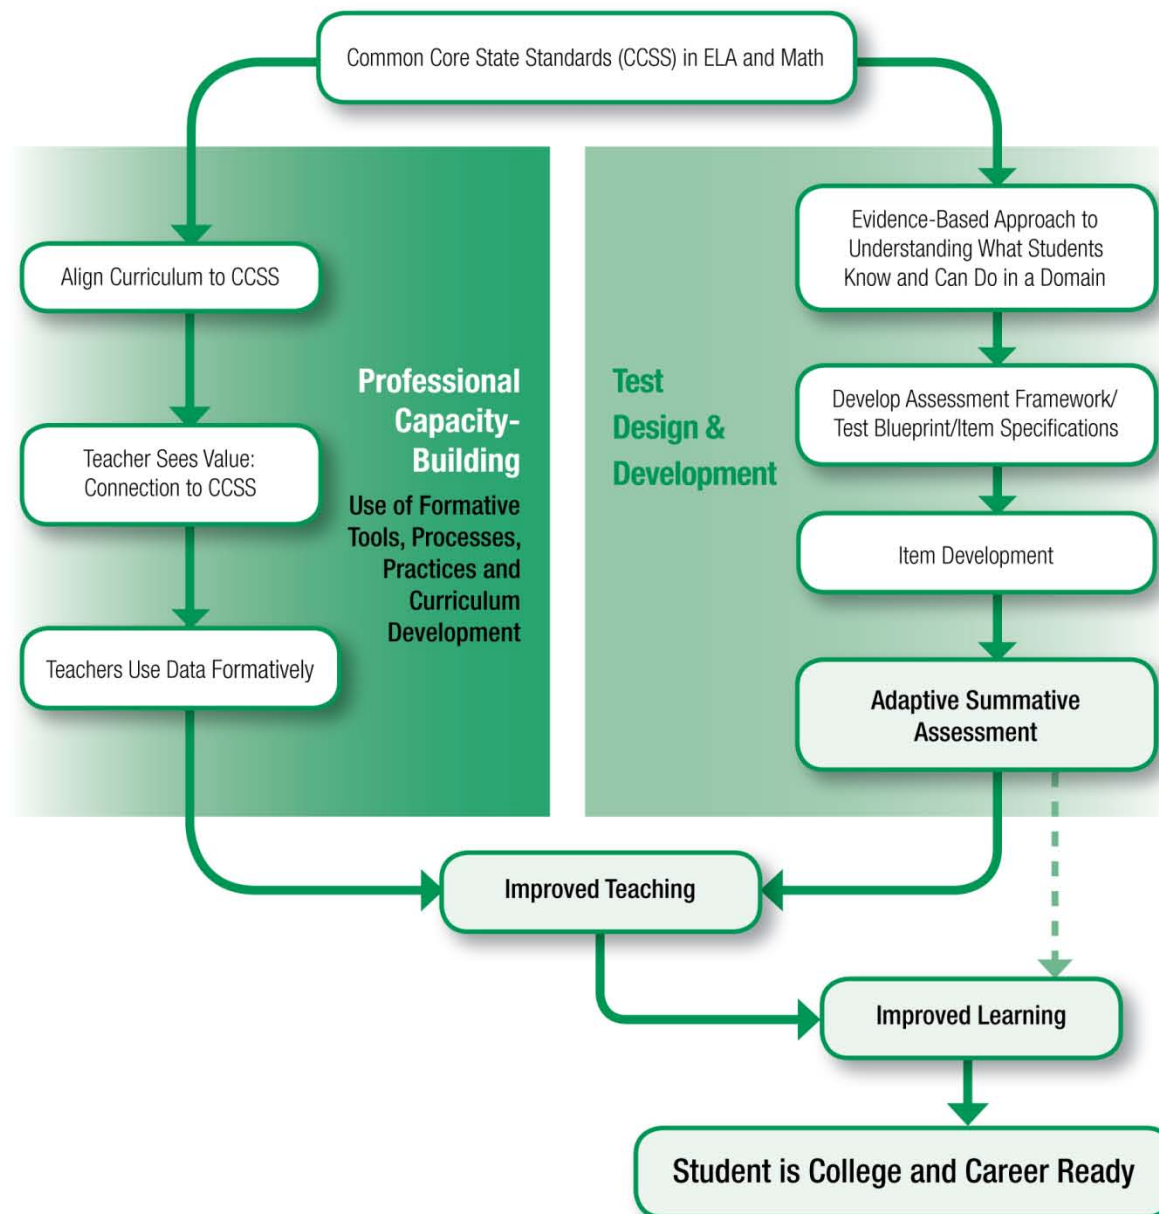 Common Core State Standards (CCSS) in ELA and Math
Align Curriculum to CCSS
Teacher Sees Value:
Connection to CCSS
Teachers Use Data Formatively
Professional
Capacity-
Building
Use of Formative
Tools, Processes,
Practices and
Curriculum
Development
Test
Design &
Development
Evidence-Based Approach to
Understanding What Students
Know and Can Do in a Domain
Develop Assessment Framework/
Test Blueprint/Item Specifications
Item Development
Adaptive Summative
Assessment
Improved Teaching
Improved Learning
Student is College and Career Ready